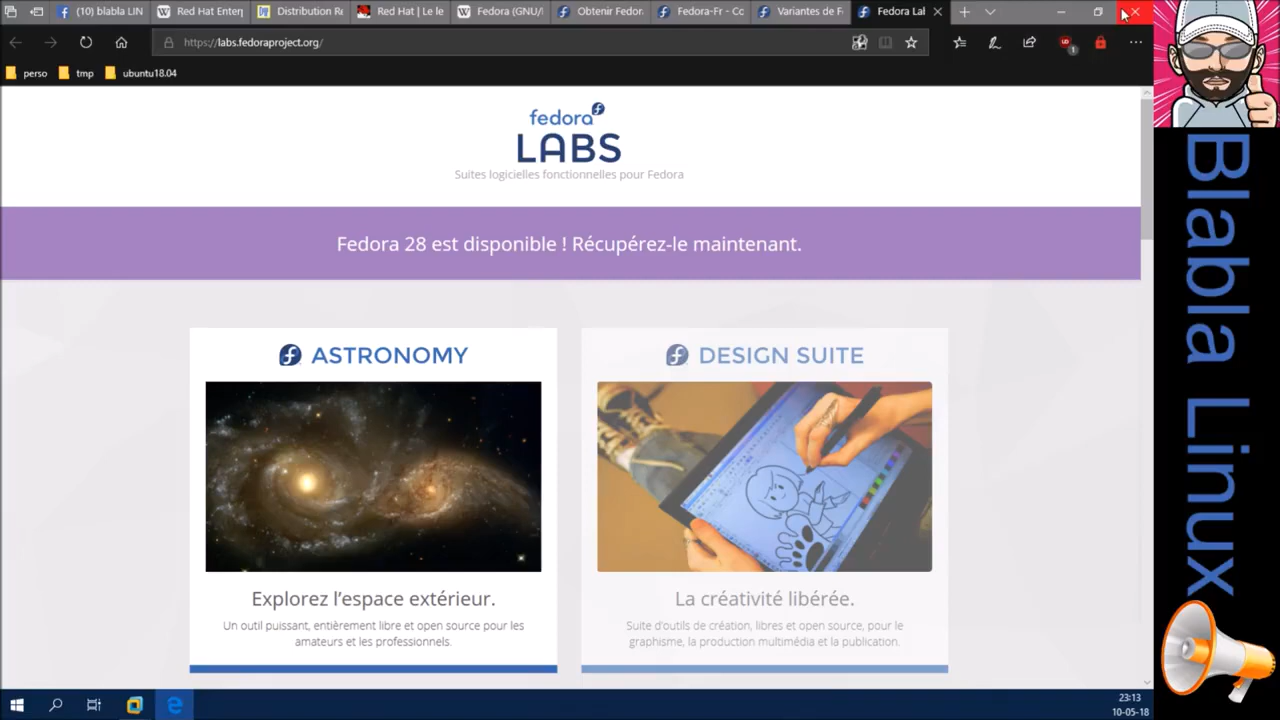 (10) blabla LIN
Red Hat Enterp
Distribution Re
Red Hat | Le le
Fedora (GNU/
Obtenir Fedor
Fedora-Fr - Co
Variantes de F
Fedora Lab
https://labs.fedoraproject.org/
1
perso
tmp
ubuntu18.04
fedora
LABS
Suites logicielles fonctionnelles pour Fedora
Fedora 28 est disponible ! Récupérez-le maintenant.
ASTRONOMY
Explorez l’espace extérieur.
Un outil puissant, entièrement libre et open source pour les
amateurs et les professionnels.
DESIGN SUITE
La créativité libérée.
Suite d’outils de création, libres et open source, pour le
graphisme, la production multimédia et la publication.
Blabla Linux
23:13
10-05-18